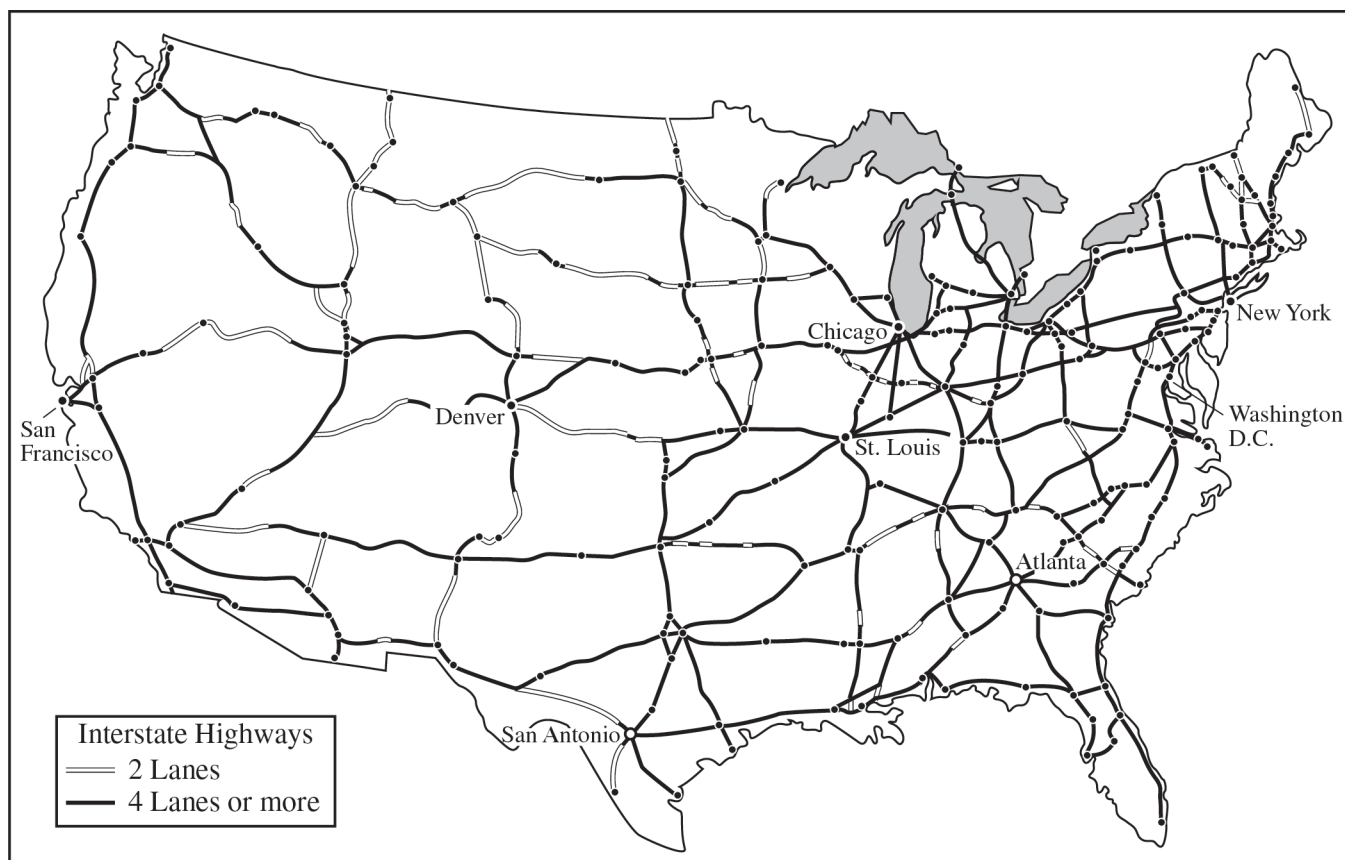 Chicago
New York
Denver
San
Francisco
St. Louis
Washington
D.C.
Atlanta
San Antonio
Interstate Highways
2 Lanes
4 Lanes or more